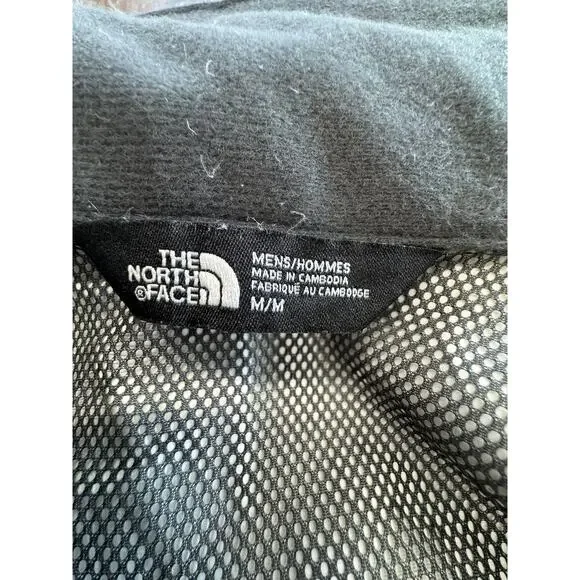 THE
NORTH
FACE
®
MENS/HOMMES
MADE IN CAMBODIA
FABRIQUÉ AU CAMBODGE
M/M